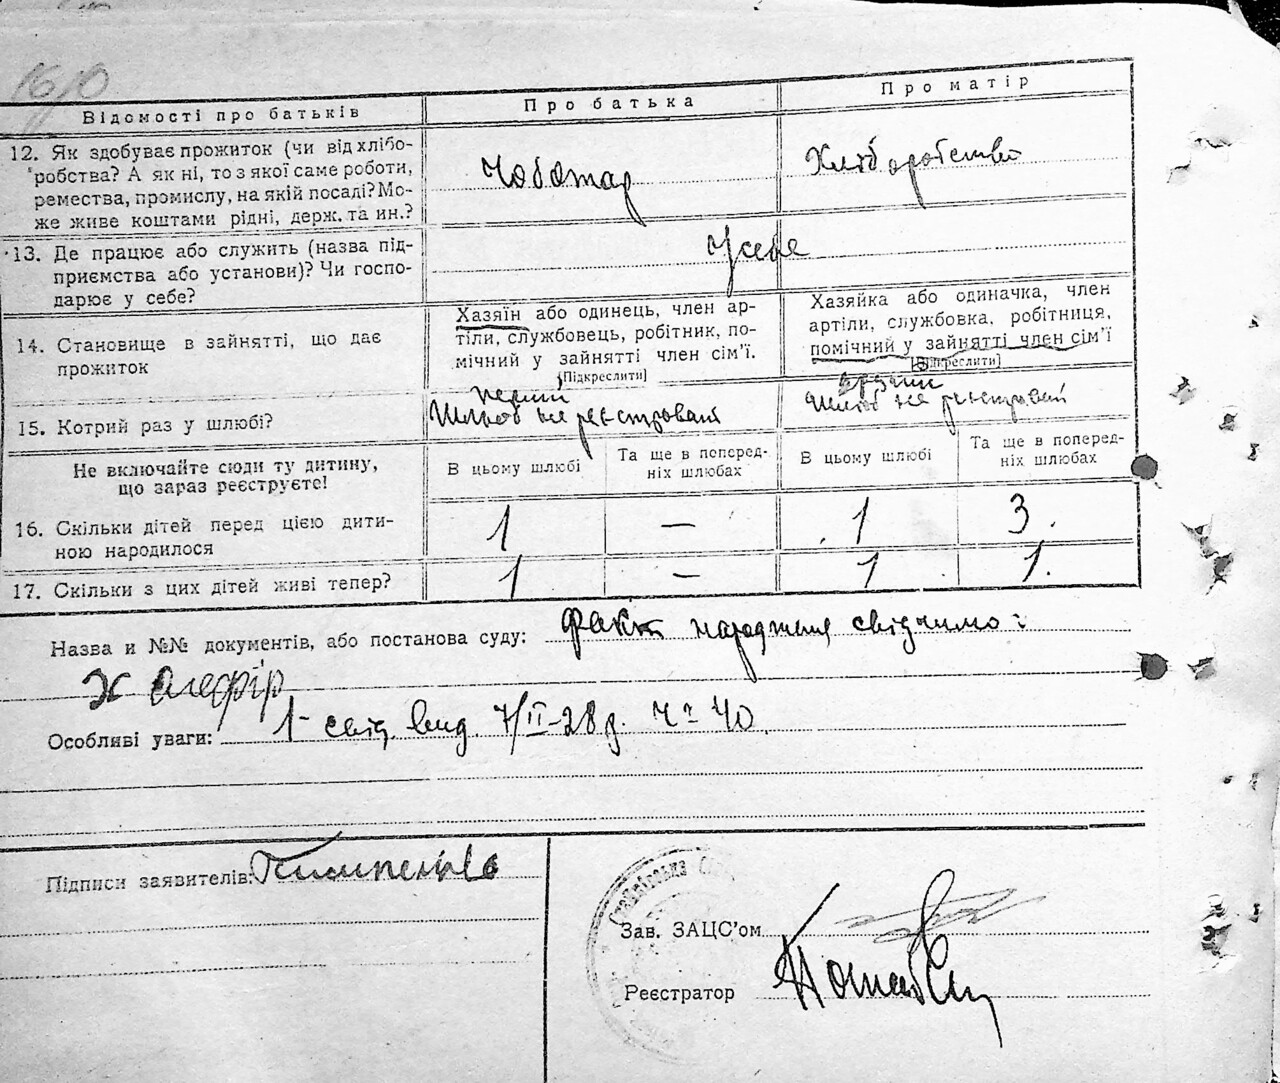 16/0
Відомості про батьків
Про батька
Про матір
12. Як здобуває прожиток (чи від хлібо-
робства? А як ні, то з якої саме роботи,
ремества, промислу, на якій посаді? Мо-
же живе коштами рідні, держ. та ин.?
Чоботар
Хліборобство
13. Де працює або служить (назва під-
приємства або установи)? Чи госпо-
дарює у себе?
У себе
14. Становище в зайнятті, що дає
прожиток
Хазяїн або одинець, член ар-
тіли, службовець, робітник, по-
мічний у зайнятті член сім'ї.
[Підкреслити]
Хазяйка або одиначка, член
артіли, службовка, робітниця,
помічний у зайнятті член сім'ї
[Підкреслити]
15. Котрий раз у шлюбі?
перший
Шлюб не реєстрований
другий
Шлюб не реєстрований
Не включайте сюди ту дитину,
що зараз реєструєте!
В цьому шлюбі
Та ще в поперед-
ніх шлюбах
В цьому шлюбі
Та ще в поперед-
ніх шлюбах
16. Скільки дітей перед цією дити-
ною народилося
1 — 1 3.
17. Скільки з цих дітей живі тепер?
1 — 1 1.
Назва и №№ документів, або постанова суду: Факт народження свідчимо:
Особливі уваги: 1- свід. вид. 7/II-28р. Ч= 40
Підписи заявителів:
Зав. ЗАЦС'ом
Реєстратор